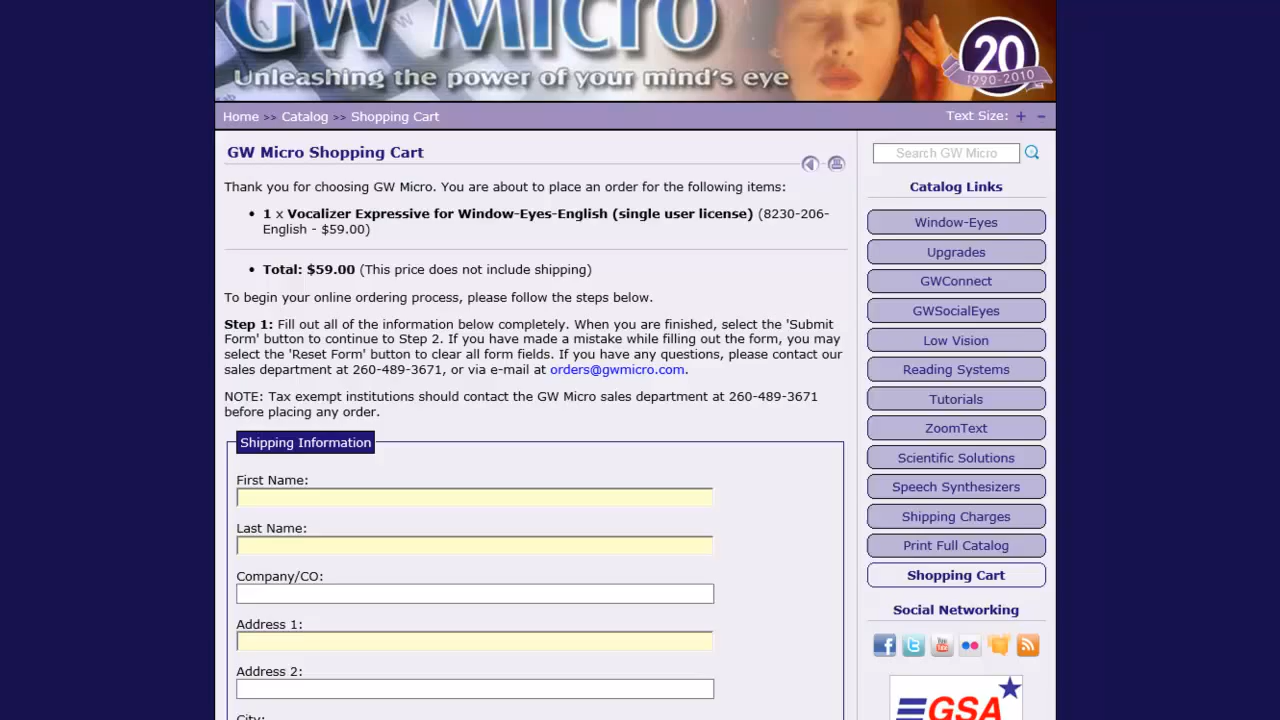 GW Micro
Unleashing the power of your mind's eye
20
1990-2010
Home >> Catalog >> Shopping Cart
Text Size: + -
GW Micro Shopping Cart
Thank you for choosing GW Micro. You are about to place an order for the following items:
• 1 x Vocalizer Expressive for Window-Eyes-English (single user license) (8230-206-
English - $59.00)
• Total: $59.00 (This price does not include shipping)
To begin your online ordering process, please follow the steps below.
Step 1: Fill out all of the information below completely. When you are finished, select the 'Submit
Form' button to continue to Step 2. If you have made a mistake while filling out the form, you may
select the 'Reset Form' button to clear all form fields. If you have any questions, please contact our
sales department at 260-489-3671, or via e-mail at orders@gwmicro.com.
NOTE: Tax exempt institutions should contact the GW Micro sales department at 260-489-3671
before placing any order.
Shipping Information
First Name:
Last Name:
Company/CO:
Address 1:
Address 2:
City:
Search GW Micro
Catalog Links
Window-Eyes
Upgrades
GWConnect
GWSocialEyes
Low Vision
Reading Systems
Tutorials
ZoomText
Scientific Solutions
Speech Synthesizers
Shipping Charges
Print Full Catalog
Shopping Cart
Social Networking
GSA